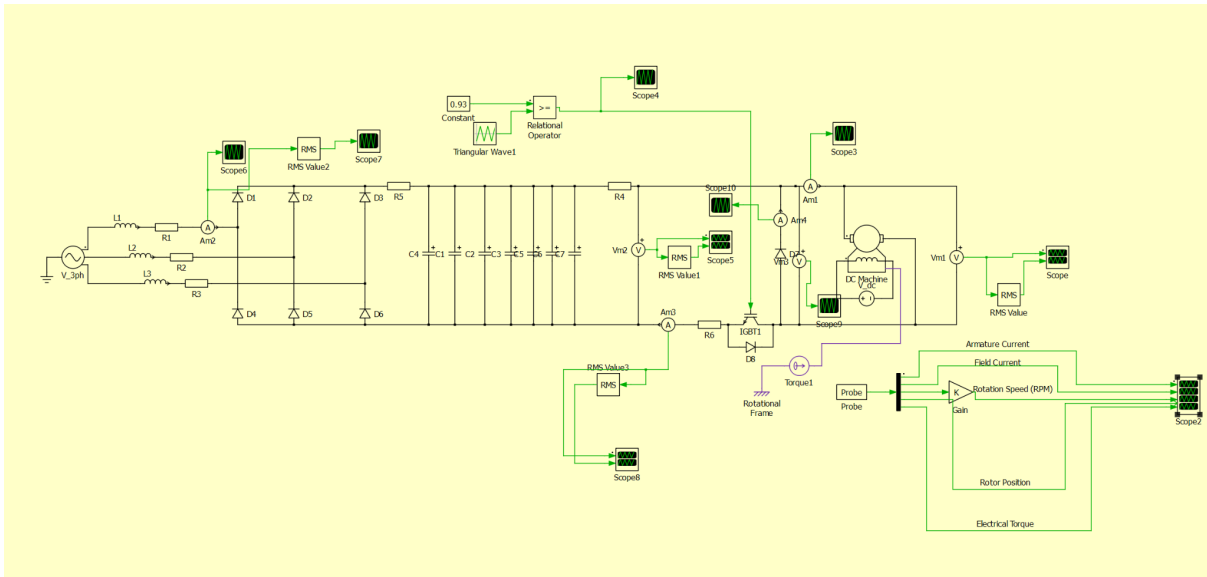 Scope4
0.93
Constant
>=
Relational
Operator
Triangular Wave1
Scope3
Scope6
RMS
RMS Value2
Scope7
D1
D2
D3
R5
R4
Scope10
A
Am1
A
Am4
L1
R1
A
Am2
V_3ph
L2
R2
L3
R3
C4
C1
C2
C3
C5
C6
C7
Vm2
V
RMS
RMS Value1
Scope5
Vm3
D7
V
DC Machine
V_dc
Vm1
V
Scope
RMS
RMS Value
Scope9
D4
D5
D6
Am3
A
R6
IGBT1
D8
RMS Value3
RMS
Torque1
Rotational
Frame
Scope8
Armature Current
Field Current
Probe
Probe
K
Gain
Rotation Speed (RPM)
Scope2
Rotor Position
Electrical Torque